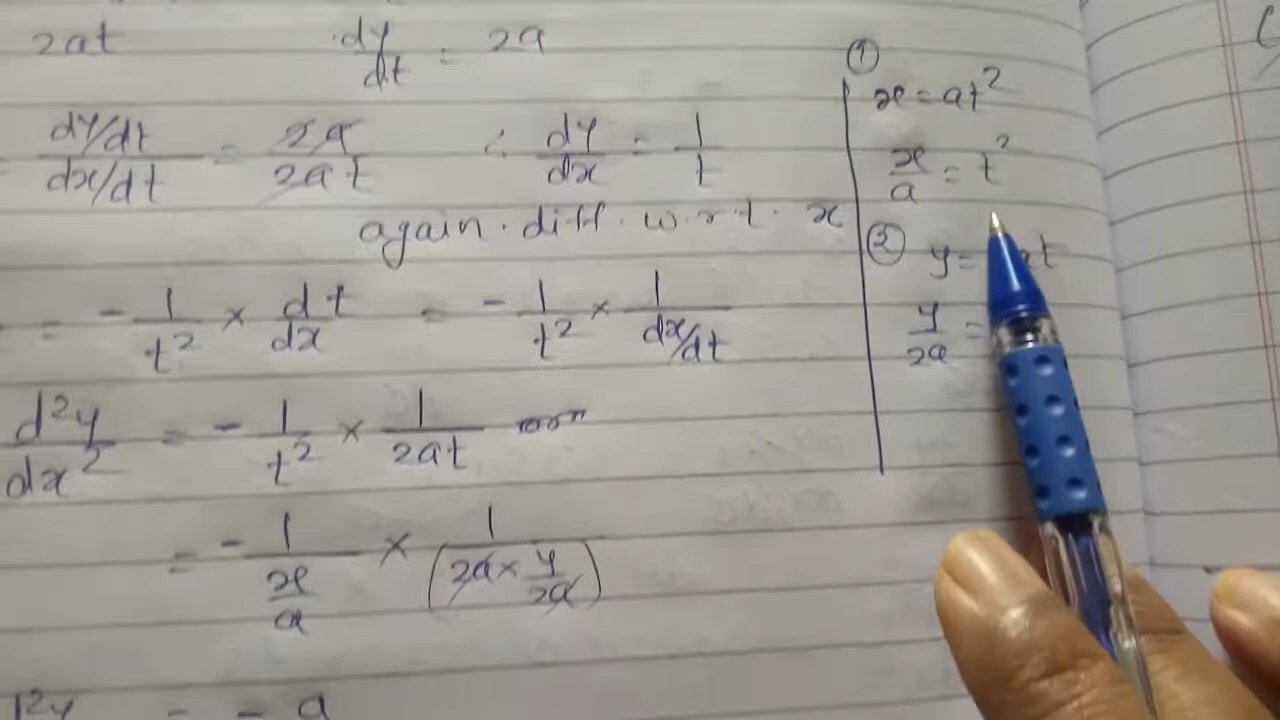 2at dy/dt = 2a
(dy/dt)/(dx/dt) = 2a/2at ∴ dy/dx = 1/t
again. diff. w.r.t. x
= -1/t² × dt/dx = -1/t² × 1/(dx/dt)
d²y/dx² = -1/t² × 1/2at
= -1/(x/a) × 1/(2a × y/2a)
= - a
① x = at²
x/a = t²
② y = at
y/2a =